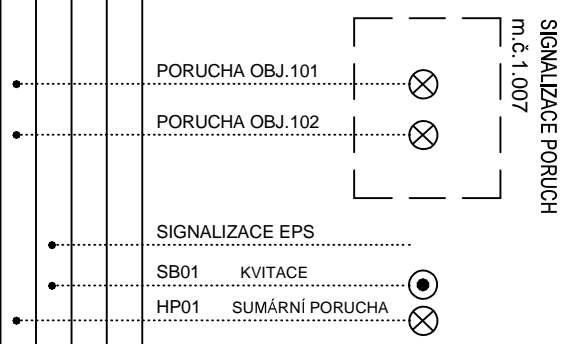 PORUCHA OBJ.101
PORUCHA OBJ.102
SIGNALIZACE EPS
SB01 KVITACE
HP01 SUMÁRNÍ PORUCHA
SIGNALIZACE PORUCH
m.č.1.007